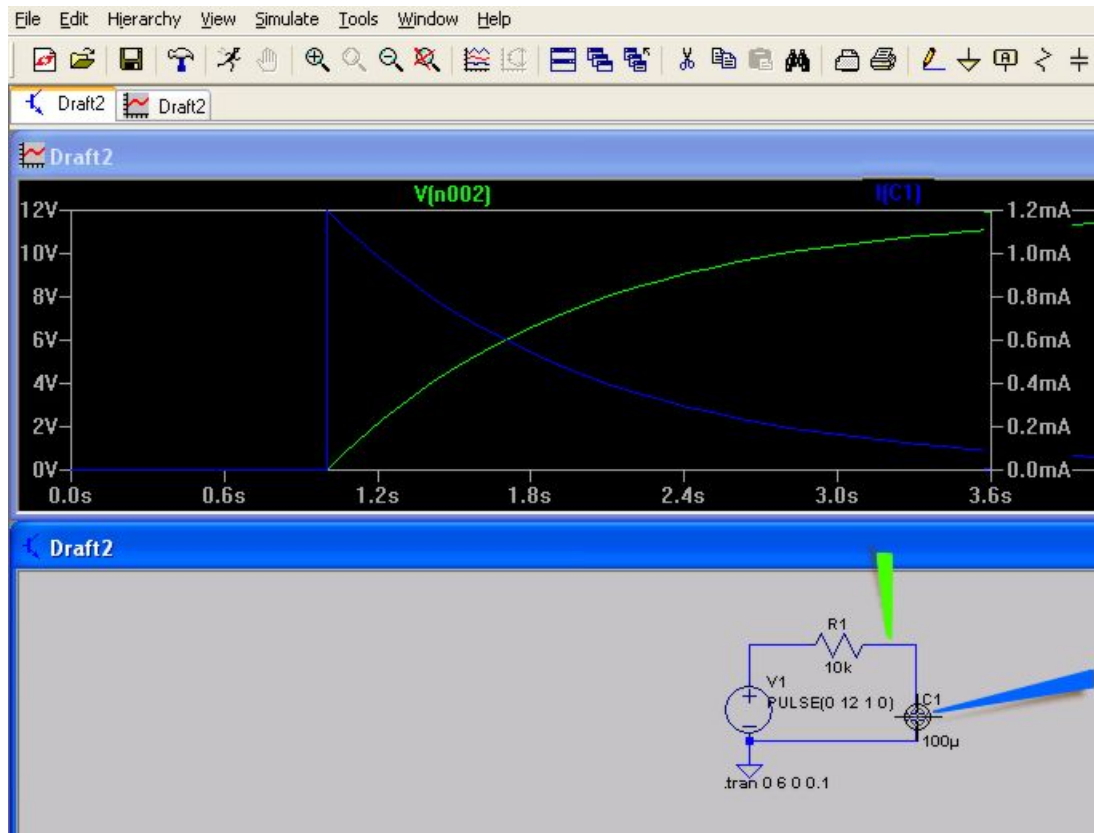 File Edit Hierarchy View Simulate Tools Window Help
Draft2 Draft2
Draft2
V(n002) I(C1)
12V 1.2mA
10V 1.0mA
8V 0.8mA
6V 0.6mA
4V 0.4mA
2V 0.2mA
0V 0.0mA
0.0s 0.6s 1.2s 1.8s 2.4s 3.0s 3.6s
Draft2
R1
10k
V1
PULSE(0 12 1 0) C1
100µ
.tran 0 6 0 0.1